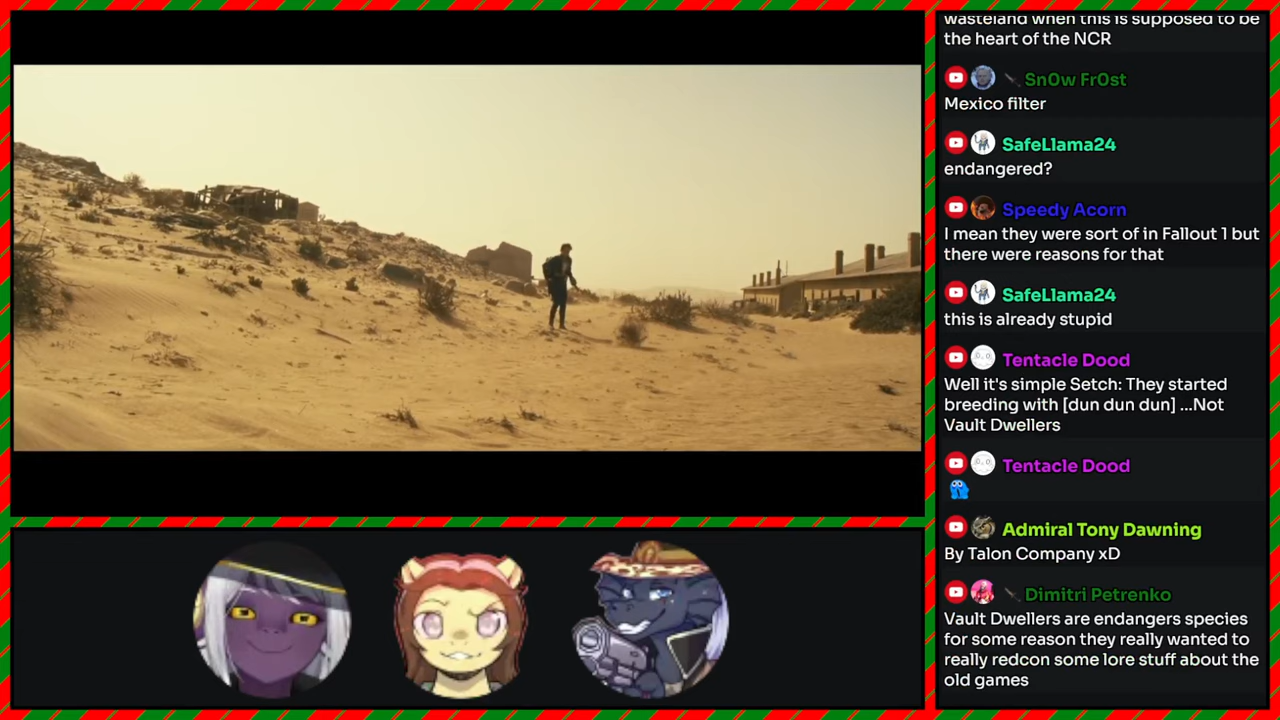 wasteland when this is supposed to be
the heart of the NCR
Sn0w Fr0st
Mexico filter
SafeLlama24
endangered?
Speedy Acorn
I mean they were sort of in Fallout 1 but
there were reasons for that
SafeLlama24
this is already stupid
Tentacle Dood
Well it's simple Setch: They started
breeding with [dun dun dun] ...Not
Vault Dwellers
Tentacle Dood
Admiral Tony Dawning
By Talon Company xD
Dimitri Petrenko
Vault Dwellers are endangers species
for some reason they really wanted to
really redcon some lore stuff about the
old games